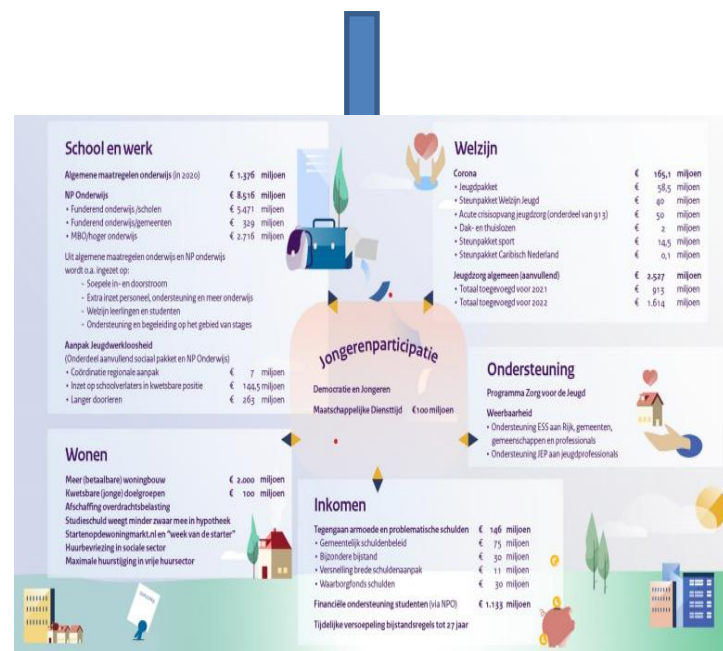 School en werk
Algemene maatregelen onderwijs (in 2020) € 1.376 miljoen
NP Onderwijs € 8.516 miljoen
• Funderend onderwijs /scholen € 5.471 miljoen
• Funderend onderwijs/gemeenten € 329 miljoen
• MBO/hoger onderwijs € 2.716 miljoen
Uit algemene maatregelen onderwijs en NP onderwijs
wordt o.a. ingezet op:
- Soepele in- en doorstroom
- Extra inzet personeel, ondersteuning en meer onderwijs
- Welzijn leerlingen en studenten
- Ondersteuning en begeleiding op het gebied van stages
Aanpak Jeugdwerkloosheid
(Onderdeel aanvullend sociaal pakket en NP Onderwijs)
• Coördinatie regionale aanpak € 7 miljoen
• Inzet op schoolverlaters in kwetsbare positie € 144,5 miljoen
• Langer doorleren € 263 miljoen
Welzijn
Corona € 165,1 miljoen
• Jeugdpakket € 58,5 miljoen
• Steunpakket Welzijn Jeugd € 40 miljoen
• Acute crisisopvang jeugdzorg (onderdeel van 913) € 50 miljoen
• Dak- en thuislozen € 2 miljoen
• Steunpakket sport € 14,5 miljoen
• Steunpakket Caribisch Nederland € 0,1 miljoen
Jeugdzorg algemeen (aanvullend) € 2.527 miljoen
• Totaal toegevoegd voor 2021 € 913 miljoen
• Totaal toegevoegd voor 2022 € 1.614 miljoen
Jongerenparticipatie
Democratie en Jongeren
Maatschappelijke Diensttijd €100 miljoen
Ondersteuning
Programma Zorg voor de Jeugd
Weerbaarheid
• Ondersteuning ESS aan Rijk, gemeenten,
gemeenschappen en professionals
• Ondersteuning JEP aan jeugdprofessionals
Wonen
Meer (betaalbare) woningbouw € 2.000 miljoen
Kwetsbare (jonge) doelgroepen € 100 miljoen
Afschaffing overdrachtsbelasting
Studieschuld weegt minder zwaar mee in hypotheek
Startenopdewoningmarkt.nl en "week van de starter"
Huurbevriezing in sociale sector
Maximale huurstijging in vrije huursector
Inkomen
Tegengaan armoede en problematische schulden € 146 miljoen
• Gemeentelijk schuldenbeleid € 75 miljoen
• Bijzondere bijstand € 30 miljoen
• Versnelling brede schuldenaanpak € 11 miljoen
• Waarborgfonds schulden € 30 miljoen
Financiële ondersteuning studenten (via NPO) € 1.133 miljoen
Tijdelijke versoepeling bijstandsregels tot 27 jaar